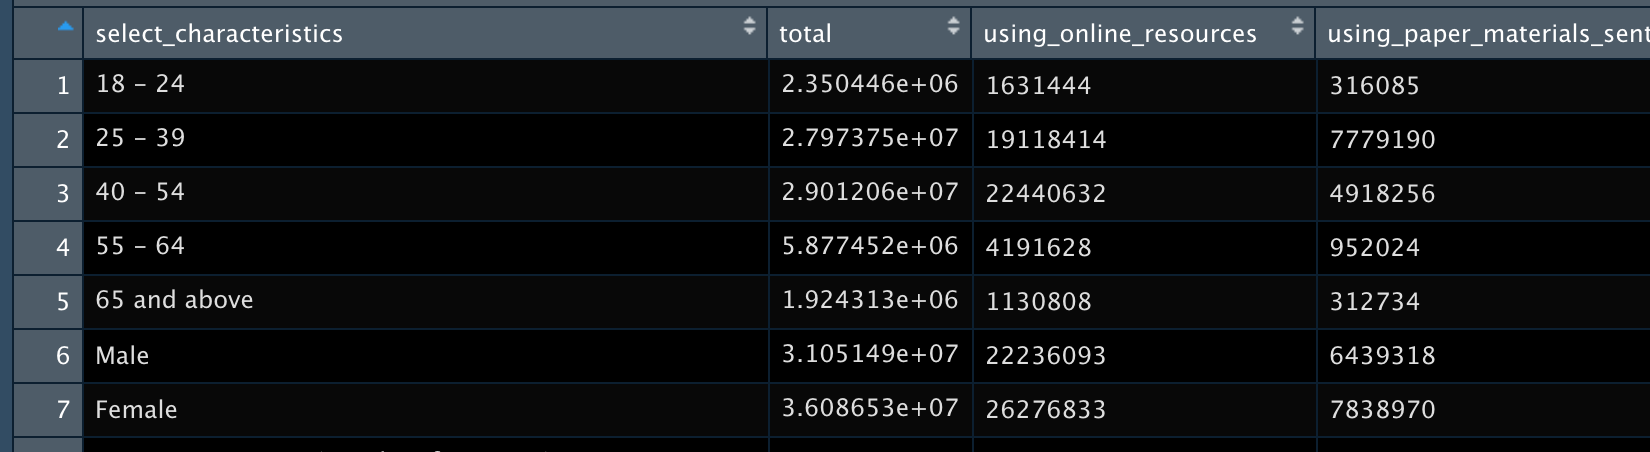 select_characteristics total using_online_resources using_paper_materials_sent
1 18 – 24 2.350446e+06 1631444 316085
2 25 – 39 2.797375e+07 19118414 7779190
3 40 – 54 2.901206e+07 22440632 4918256
4 55 – 64 5.877452e+06 4191628 952024
5 65 and above 1.924313e+06 1130808 312734
6 Male 3.105149e+07 22236093 6439318
7 Female 3.608653e+07 26276833 7838970